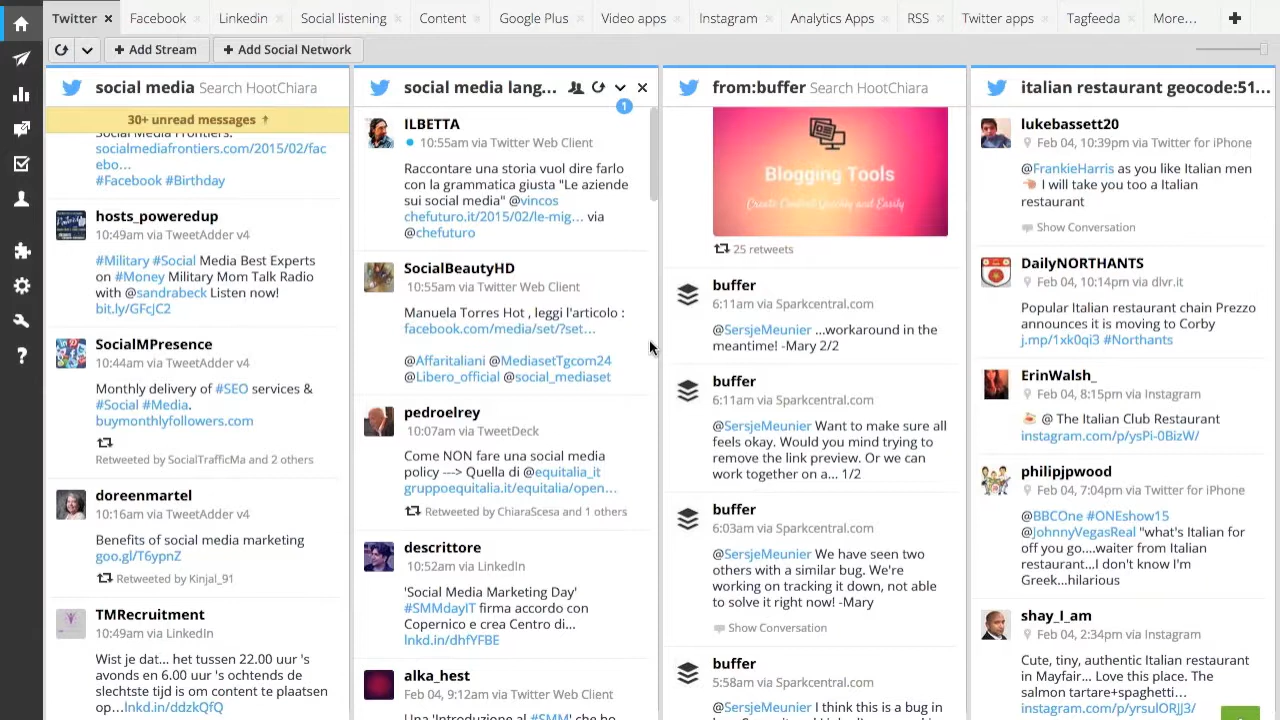 Twitter ×
Facebook
Linkedin
Social listening
Content
Google Plus
Video apps
Instagram
Analytics Apps
RSS
Twitter apps
Tagfeeda
More...
+ Add Stream
+ Add Social Network
social media Search HootChiara
30+ unread messages
Social Media Frontiers.
socialmediafrontiers.com/2015/02/fac
ebo…
#Facebook #Birthday
hosts_poweredup
10:49am via TweetAdder v4
#Military #Social Media Best Experts
on #Money Military Mom Talk Radio
with @sandrabeck Listen now!
bit.ly/GFcJC2
SocialMPresence
10:44am via TweetAdder v4
Monthly delivery of #SEO services &
#Social #Media.
buymonthlyfollowers.com
Retweeted by SocialTrafficMa and 2 others
doreenmartel
10:16am via TweetAdder v4
Benefits of social media marketing
goo.gl/T6ypnZ
Retweeted by Kinjal_91
TMRecruitment
10:49am via LinkedIn
Wist je dat... het tussen 22.00 uur 's
avonds en 6.00 uur 's ochtends de
slechtste tijd is om content te plaatsen
op...lnkd.in/ddzkQfQ
social media lang...
1
ILBETTA
10:55am via Twitter Web Client
Raccontare una storia vuol dire farlo
con la grammatica giusta "Le aziende
sui social media" @vincos
chefuturo.it/2015/02/le-mig… via
@chefuturo
SocialBeautyHD
10:55am via Twitter Web Client
Manuela Torres Hot , leggi l'articolo :
facebook.com/media/set/?set…
@Affaritaliani @MediasetTgcom24
@Libero_official @social_mediaset
pedroelrey
10:07am via TweetDeck
Come NON fare una social media
policy ---> Quella di @equitalia_it
gruppoequitalia.it/equitalia/open…
Retweeted by ChiaraScesa and 1 others
descrittore
10:52am via LinkedIn
'Social Media Marketing Day'
#SMMdayIT firma accordo con
Copernico e crea Centro di...
lnkd.in/dhfYFBE
alka_hest
Feb 04, 9:12am via Twitter Web Client
Una 'Introduzione al #SMM' che ho
from:buffer Search HootChiara
Blogging Tools
Create Content Quickly and Easily
25 retweets
buffer
6:11am via Sparkcentral.com
@SersjeMeunier ...workaround in the
meantime! -Mary 2/2
buffer
6:11am via Sparkcentral.com
@SersjeMeunier Want to make sure all
feels okay. Would you mind trying to
remove the link preview. Or we can
work together on a... 1/2
buffer
6:03am via Sparkcentral.com
@SersjeMeunier We have seen two
others with a similar bug. We're
working on tracking it down, not able
to solve it right now! -Mary
Show Conversation
buffer
5:58am via Sparkcentral.com
@SersjeMeunier I think this is a bug in
italian restaurant geocode:51...
lukebassett20
Feb 04, 10:39pm via Twitter for iPhone
@FrankieHarris as you like Italian men
I will take you too a Italian
restaurant
Show Conversation
DailyNORTHANTS
Feb 04, 10:14pm via dlvr.it
Popular Italian restaurant chain Prezzo
announces it is moving to Corby
j.mp/1xk0qi3 #Northants
ErinWalsh_
Feb 04, 8:15pm via Instagram
@ The Italian Club Restaurant
instagram.com/p/ysPi-0BizW/
philipjpwood
Feb 04, 7:04pm via Twitter for iPhone
@BBCOne #ONEshow15
@JohnnyVegasReal "what's Italian for
off you go....waiter from Italian
restaurant...I don't know I'm
Greek...hilarious
shay_I_am
Feb 04, 2:34pm via Instagram
Cute, tiny, authentic Italian restaurant
in Mayfair... Love this place. The
salmon tartare+spaghetti…
instagram.com/p/yrsulORJJ3/